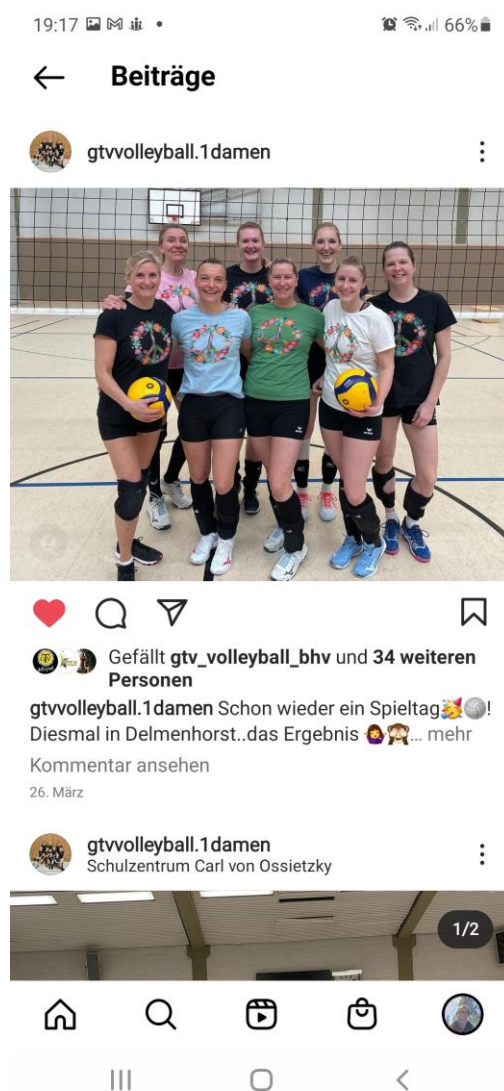 19:17
66%
Beiträge
gtvvolleyball.1damen
Gefällt gtv_volleyball_bhv und 34 weiteren
Personen
gtvvolleyball.1damen Schon wieder ein Spieltag🥳🏐!
Diesmal in Delmenhorst..das Ergebnis 🤷‍♀️🙈... mehr
Kommentar ansehen
26. März
gtvvolleyball.1damen
Schulzentrum Carl von Ossietzky
1/2